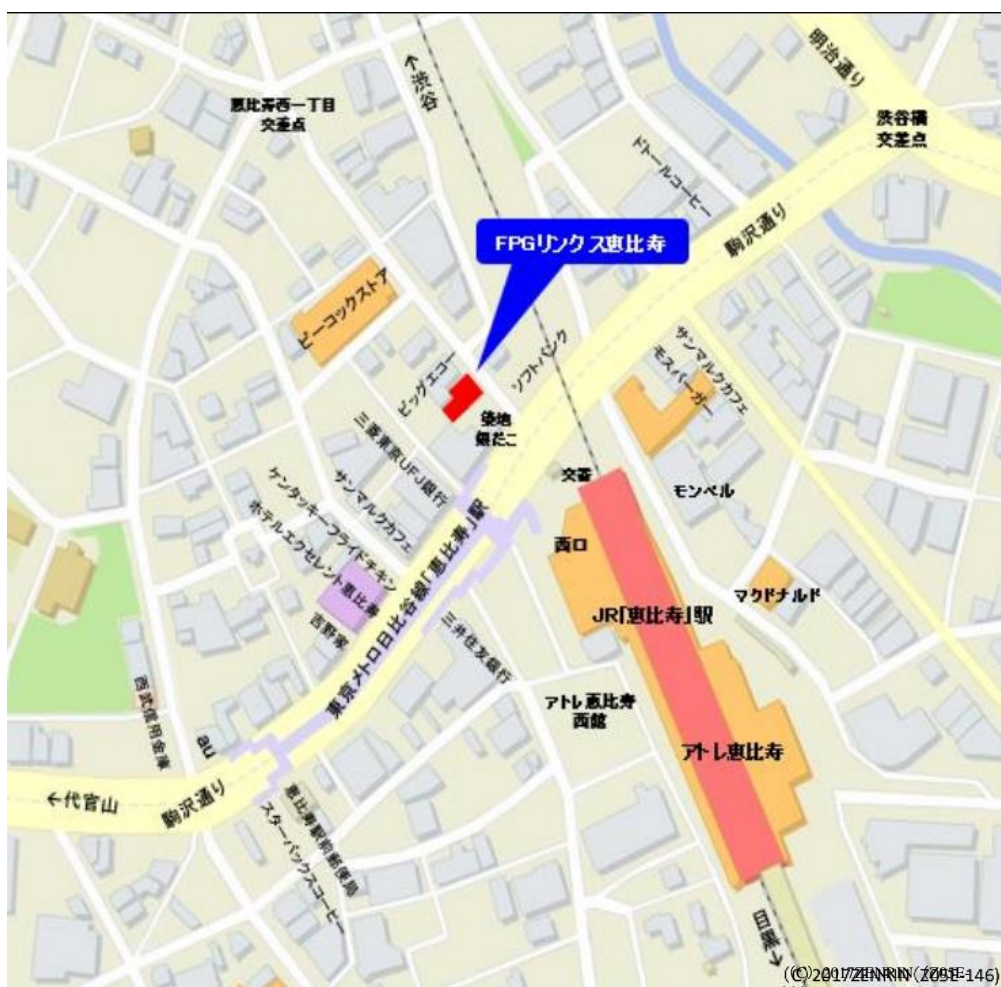 明治通り
←渋谷
恵比寿西一丁目
交差点
渋谷橋
交差点
ドトールコーヒー
駒沢通り
FPGリンクス恵比寿
ピーコックストア
ソフトバンク
サンマルクカフェ
モスバーガー
ビッグエコー
築地
銀だこ
三菱東京UFJ銀行
交番
サンマルクカフェ
モンベル
ケンタッキーフライドチキン
ホテルエクセレント恵比寿
西口
東京メトロ日比谷線「恵比寿」駅
マクドナルド
JR「恵比寿」駅
吉野家
三井住友銀行
アトレ恵比寿
西館
西武信用金庫
au
アトレ恵比寿
←代官山
駒沢通り
恵比寿駅前郵便局
スターバックスコーヒー
目黒→
(C) 2017 ZENRIN (Z05E-146)